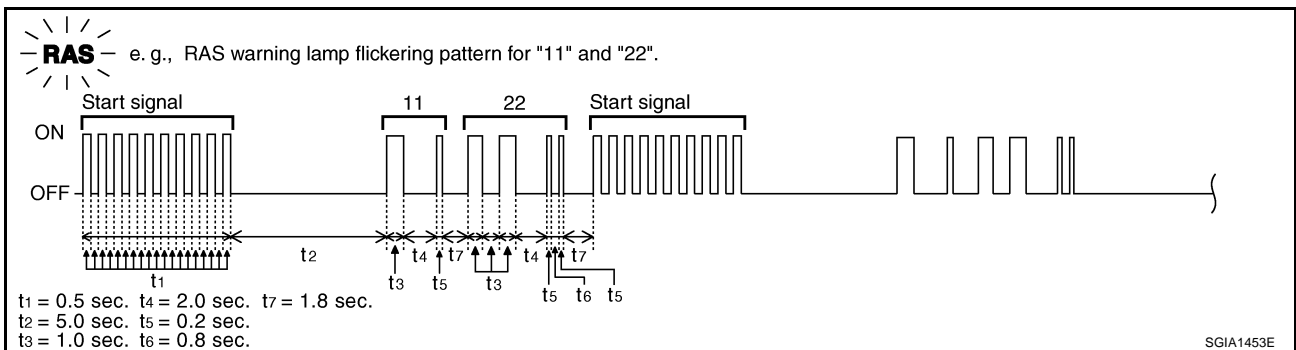 RAS e. g., RAS warning lamp flickering pattern for "11" and "22".
Start signal 11 22 Start signal
ON
OFF
t2 t4 t7 t4 t7
t1 t3 t5 t3 t5 t6 t5
t1 = 0.5 sec. t4 = 2.0 sec. t7 = 1.8 sec.
t2 = 5.0 sec. t5 = 0.2 sec.
t3 = 1.0 sec. t6 = 0.8 sec.
SGIA1453E